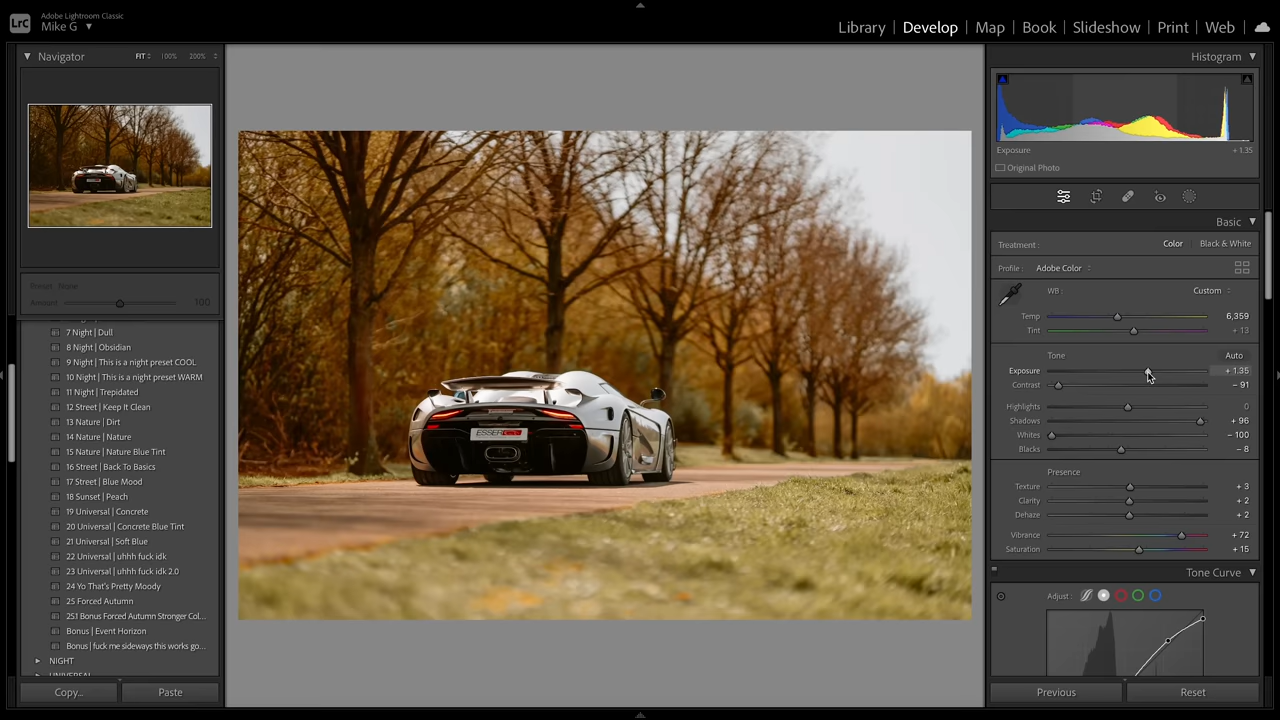 LrC
Adobe Lightroom Classic
Mike G
Library | Develop | Map | Book | Slideshow | Print | Web
Navigator
FIT
100%
200%
Preset: None
Amount
100
7 Night | Dull
8 Night | Obsidian
9 Night | This is a night preset COOL
10 Night | This is a night preset WARM
11 Night | Trepidated
12 Street | Keep It Clean
13 Nature | Dirt
14 Nature | Nature
15 Nature | Nature Blue Tint
16 Street | Back To Basics
17 Street | Blue Mood
18 Sunset | Peach
19 Universal | Concrete
20 Universal | Concrete Blue Tint
21 Universal | Soft Blue
22 Universal | uhhh fuck idk
23 Universal | uhhh fuck idk 2.0
24 Yo That's Pretty Moody
25 Forced Autumn
25.1 Bonus Forced Autumn Stronger Col...
Bonus | Event Horizon
Bonus | fuck me sideways this works go...
NIGHT
UNIVERSAL
Copy...
Paste
Histogram
Exposure + 1.35
Original Photo
Basic
Treatment : Color | Black & White
Profile : Adobe Color
WB : Custom
Temp 6,359
Tint + 13
Tone Auto
Exposure + 1.35
Contrast – 91
Highlights 0
Shadows + 96
Whites – 100
Blacks – 8
Presence
Texture + 3
Clarity + 2
Dehaze + 2
Vibrance + 72
Saturation + 15
Tone Curve
Adjust :
Previous
Reset